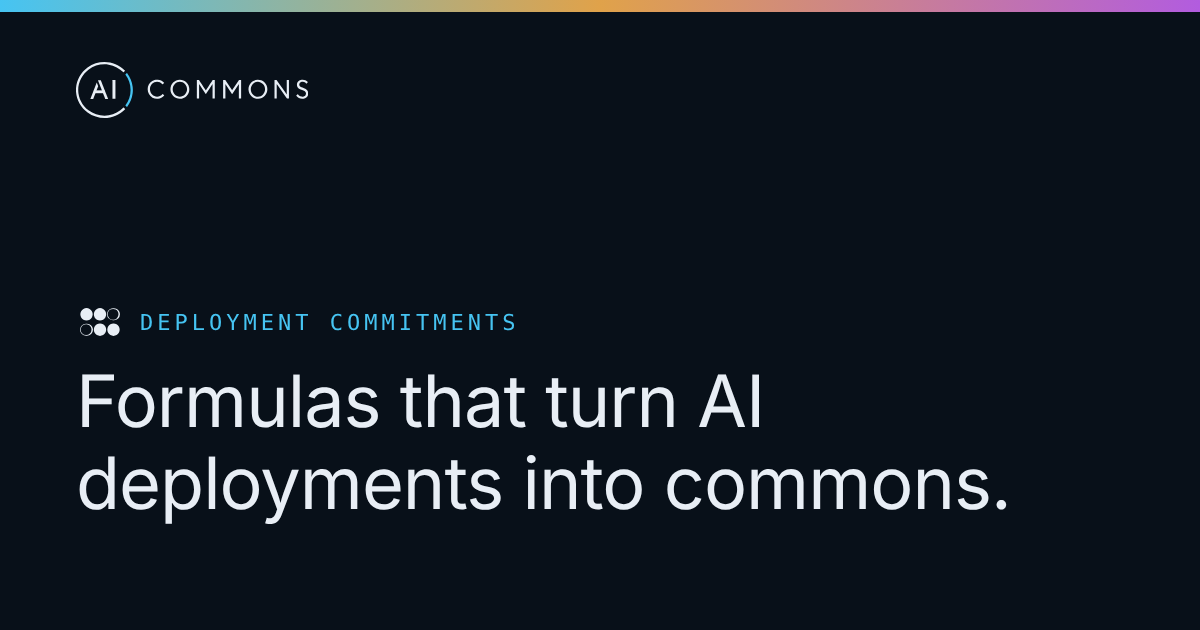 AI COMMONS
DEPLOYMENT COMMITMENTS
Formulas that turn AI
deployments into commons.